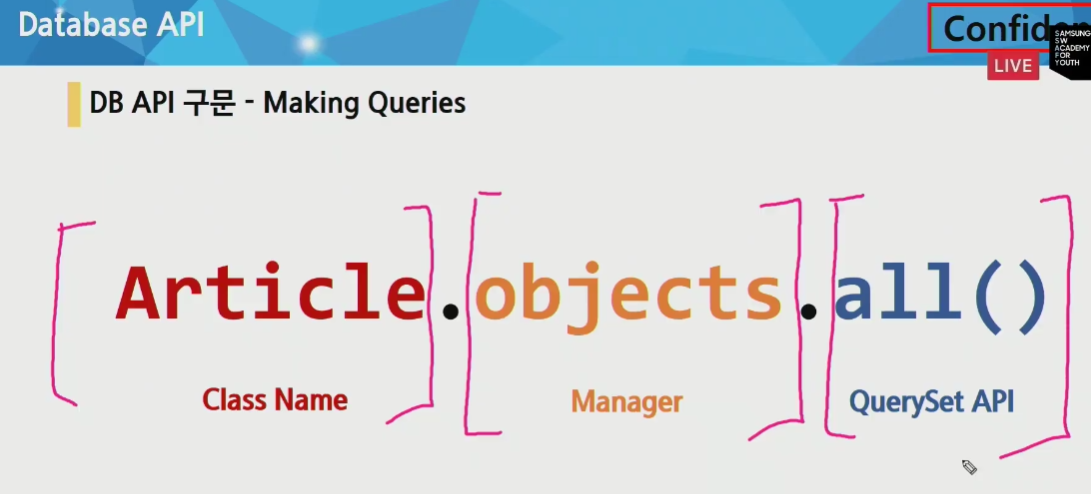 Database API
Confiden
SAMSUNG
SW
ACADEMY
FOR
YOUTH
LIVE
DB API 구문 - Making Queries
Article.objects.all()
Class Name
Manager
QuerySet API